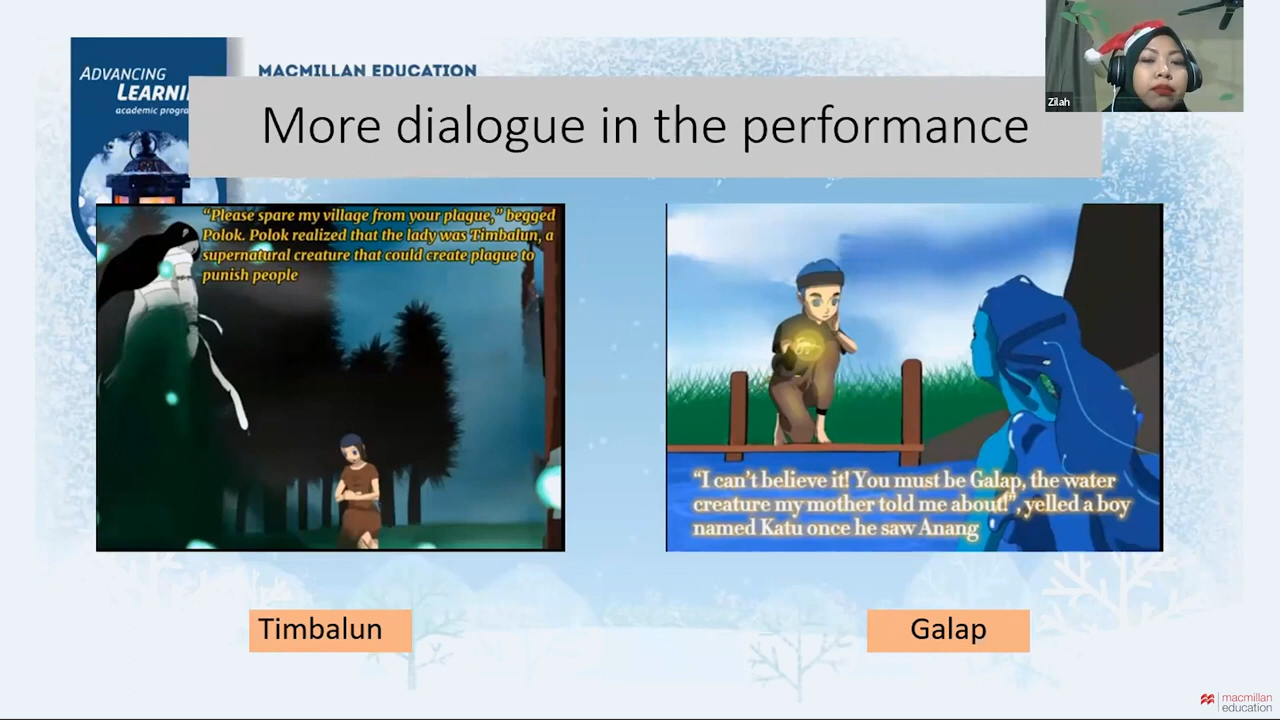 ADVANCING
LEARNI
academic progra
MACMILLAN EDUCATION
More dialogue in the performance
Zilah
“Please spare my village from your plague,” begged
Polok. Polok realized that the lady was Timbalun, a
supernatural creature that could create plague to
punish people
“I can’t believe it! You must be Galap, the water
creature my mother told me about!”, yelled a boy
named Katu once he saw Anang
Timbalun
Galap
macmillan
education